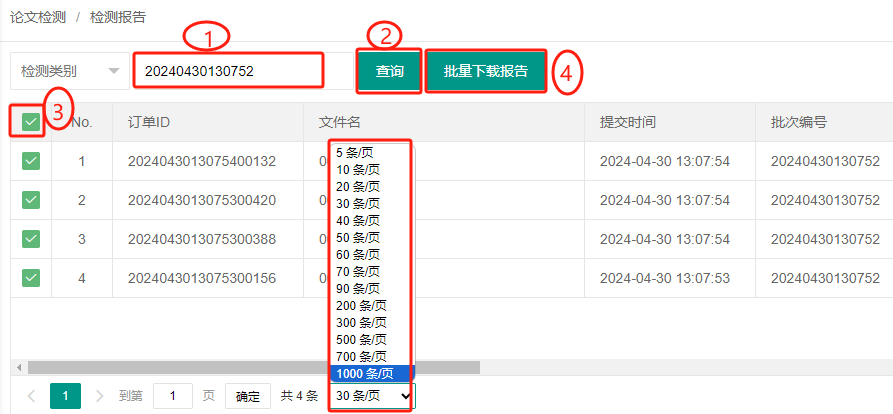 论文检测 / 检测报告
1 2
检测类别 20240430130752 查询 批量下载报告 4
3 No. 订单ID 文件名 提交时间 批次编号
1 2024043013075400132 2024-04-30 13:07:54 20240430130752
2 2024043013075300420 2024-04-30 13:07:54 20240430130752
3 2024043013075300388 2024-04-30 13:07:54 20240430130752
4 2024043013075300156 2024-04-30 13:07:53 20240430130752
5 条/页
10 条/页
20 条/页
30 条/页
40 条/页
50 条/页
60 条/页
70 条/页
90 条/页
200 条/页
300 条/页
500 条/页
700 条/页
1000 条/页
1 到第 1 页 确定 共 4 条 30 条/页